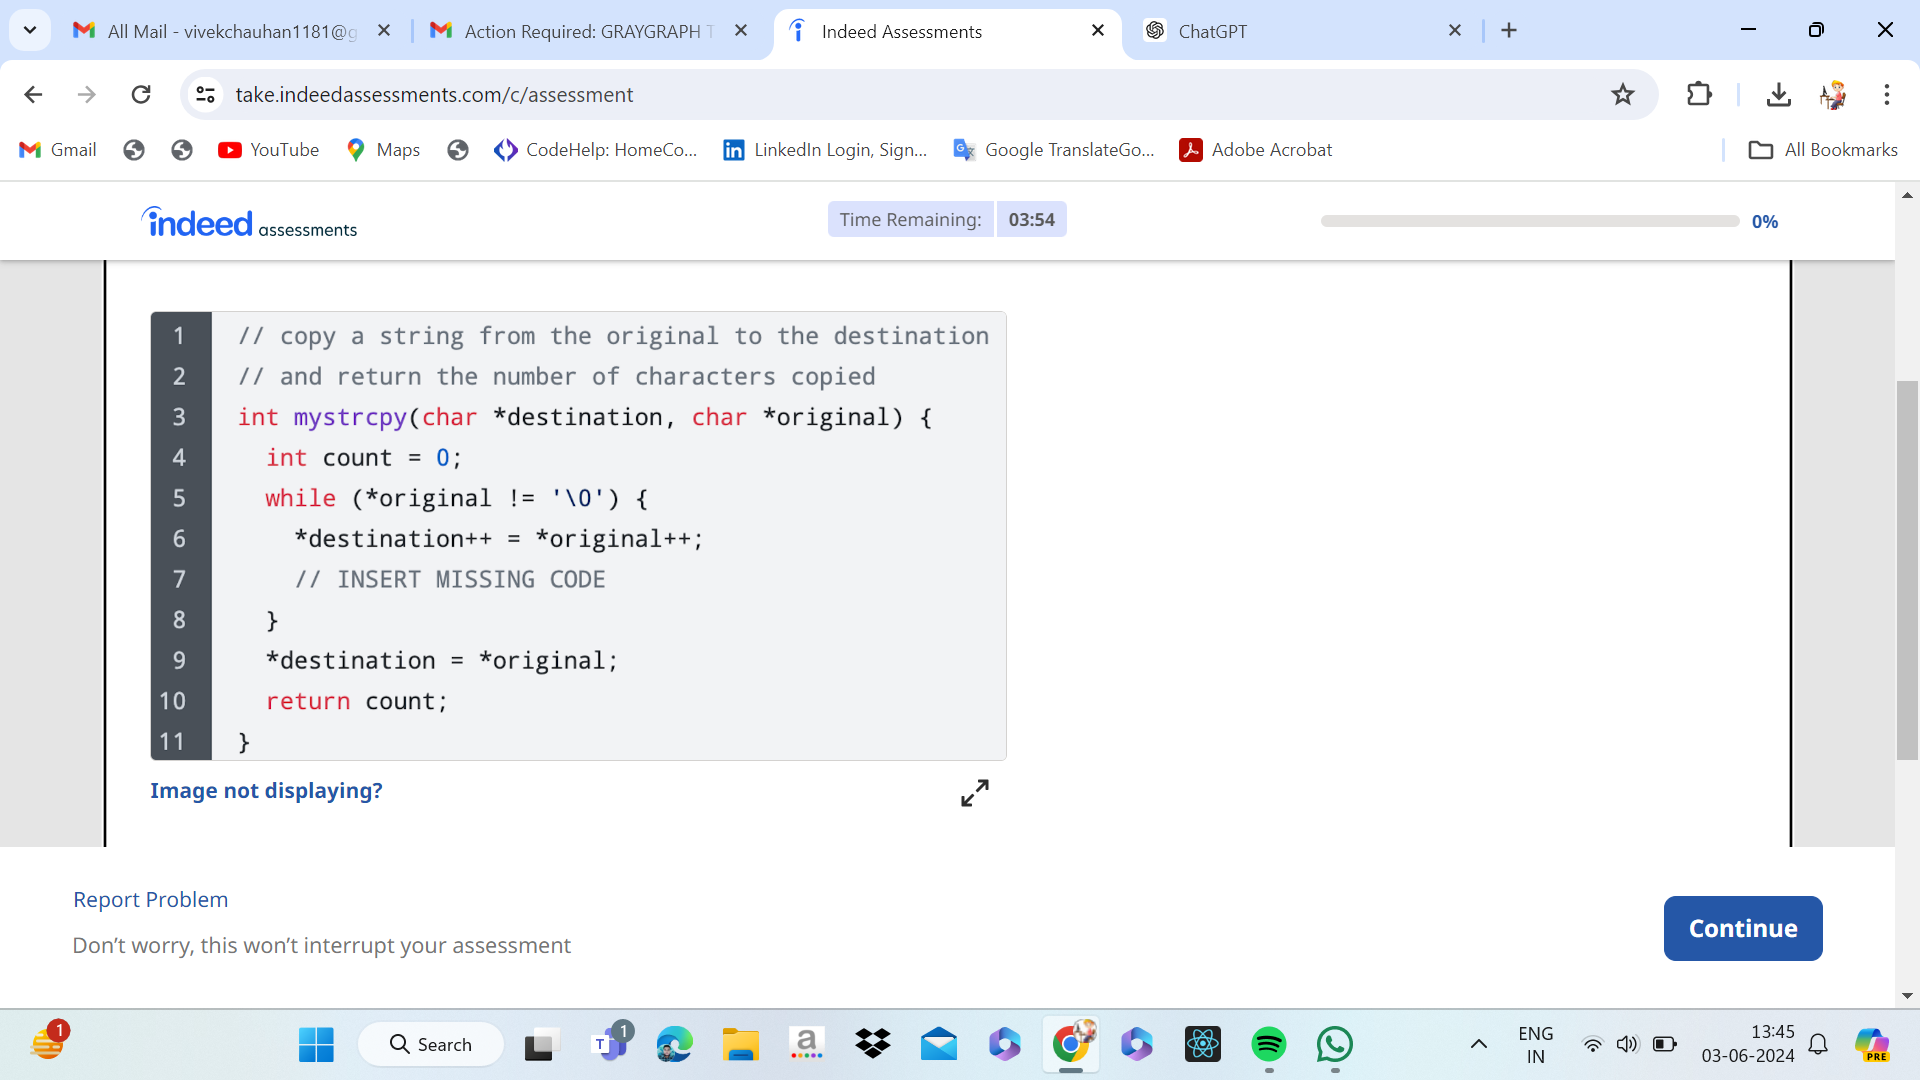 All Mail - vivekchauhan1181@g
Action Required: GRAYGRAPH T
Indeed Assessments
ChatGPT
take.indeedassessments.com/c/assessment
Gmail
YouTube
Maps
CodeHelp: HomeCo...
LinkedIn Login, Sign...
Google TranslateGo...
Adobe Acrobat
All Bookmarks
indeed assessments
Time Remaining: 03:54
0%
1 // copy a string from the original to the destination
2 // and return the number of characters copied
3 int mystrcpy(char *destination, char *original) {
4 int count = 0;
5 while (*original != '\0') {
6 *destination++ = *original++;
7 // INSERT MISSING CODE
8 }
9 *destination = *original;
10 return count;
11 }
Image not displaying?
Report Problem
Don’t worry, this won’t interrupt your assessment
Continue
1
Search
1
ENG
IN
13:45
03-06-2024
PRE